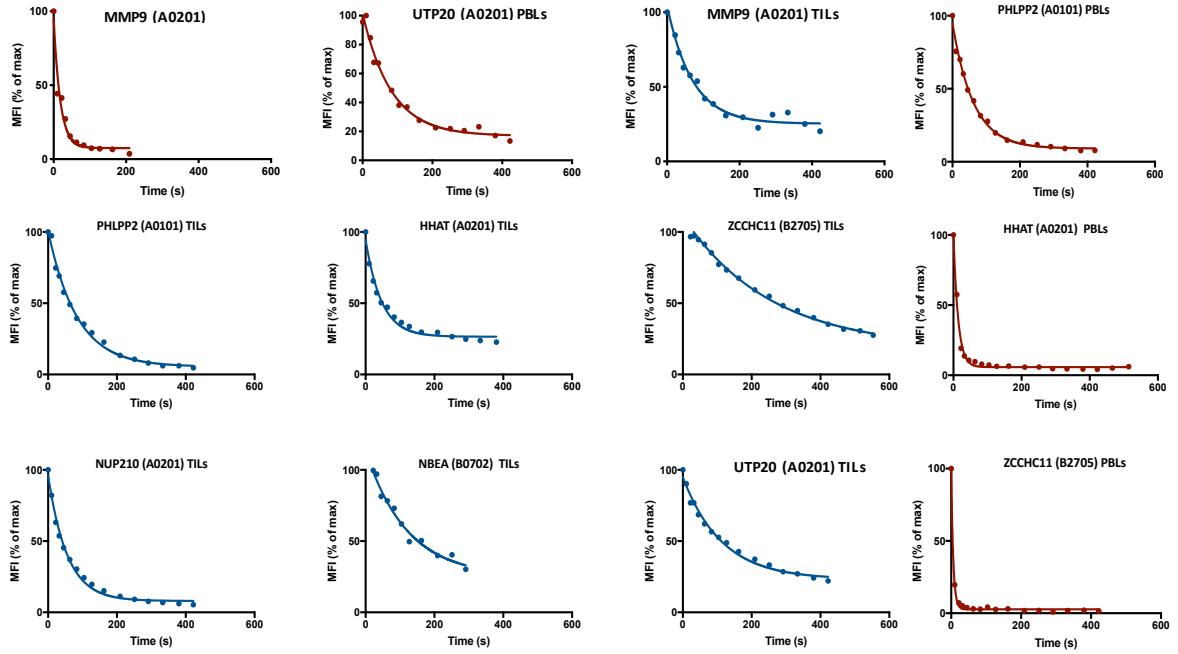 MMP9 (A0201)
MFI (% of max)
100
50
0
0
200
400
600
Time (s)
UTP20 (A0201) PBLs
MFI (% of max)
100
80
60
40
20
0
0
200
400
600
Time (s)
MMP9 (A0201) TILs
MFI (% of max)
100
50
0
0
200
400
600
Time (s)
PHLPP2 (A0101) PBLs
MFI (% of max)
100
50
0
0
200
400
600
Time (s)
PHLPP2 (A0101) TILs
MFI (% of max)
100
50
0
0
200
400
600
Time (s)
HHAT (A0201) TILs
MFI (% of max)
100
50
0
0
200
400
600
Time (s)
ZCCHC11 (B2705) TILs
MFI (% of max)
100
50
0
0
200
400
600
Time (s)
HHAT (A0201) PBLs
MFI (% of max)
100
50
0
0
200
400
600
Time (s)
NUP210 (A0201) TILs
MFI (% of max)
100
50
0
0
200
400
600
Time (s)
NBEA (B0702) TILs
MFI (% of max)
100
50
0
0
200
400
600
Time (s)
UTP20 (A0201) TILs
MFI (% of max)
100
50
0
0
200
400
600
Time (s)
ZCCHC11 (B2705) PBLs
MFI (% of max)
100
50
0
0
200
400
600
Time (s)